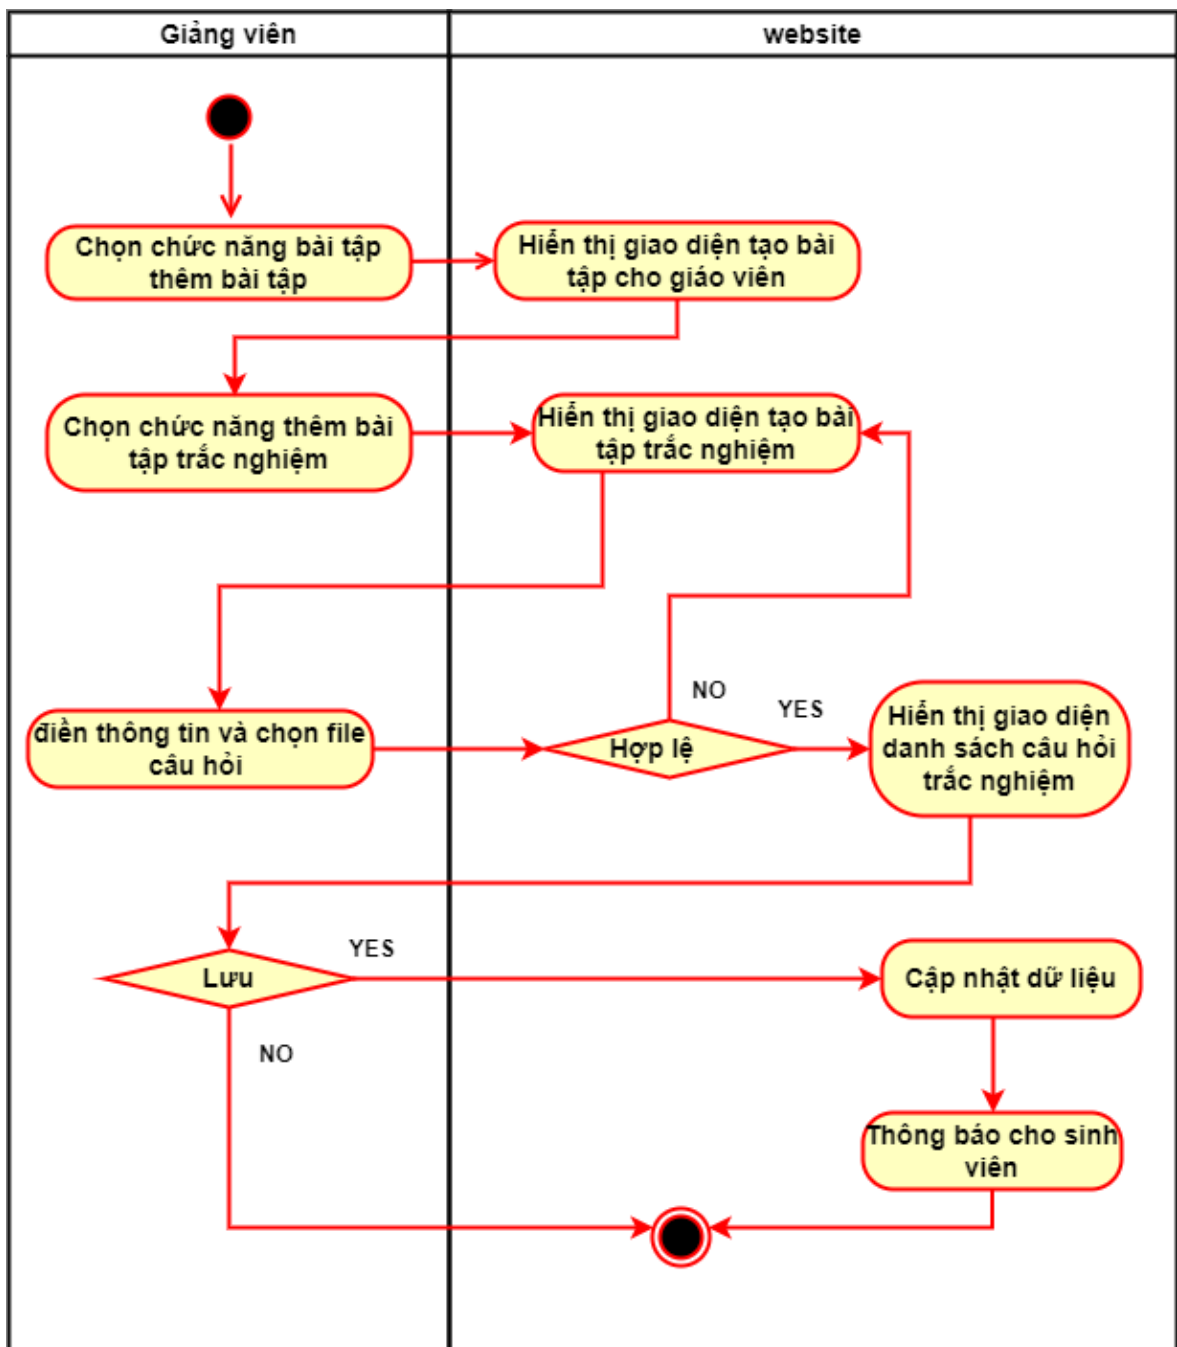 Giảng viên
website
Chọn chức năng bài tập
thêm bài tập
Hiển thị giao diện tạo bài
tập cho giáo viên
Chọn chức năng thêm bài
tập trắc nghiệm
Hiển thị giao diện tạo bài
tập trắc nghiệm
NO
YES
điền thông tin và chọn file
câu hỏi
Hợp lệ
Hiển thị giao diện
danh sách câu hỏi
trắc nghiệm
YES
Lưu
Cập nhật dữ liệu
NO
Thông báo cho sinh
viên